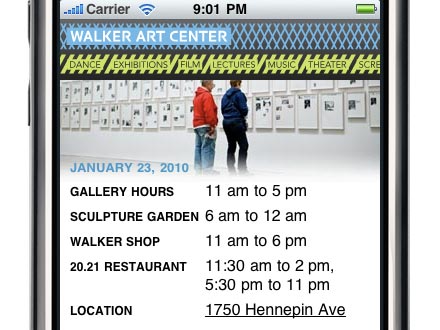 Carrier 9:01 PM
WALKER ART CENTER
DANCE EXHIBITIONS FILM LECTURES MUSIC THEATER SCRE
JANUARY 23, 2010
GALLERY HOURS 11 am to 5 pm
SCULPTURE GARDEN 6 am to 12 am
WALKER SHOP 11 am to 6 pm
20.21 RESTAURANT 11:30 am to 2 pm,
5:30 pm to 11 pm
LOCATION 1750 Hennepin Ave